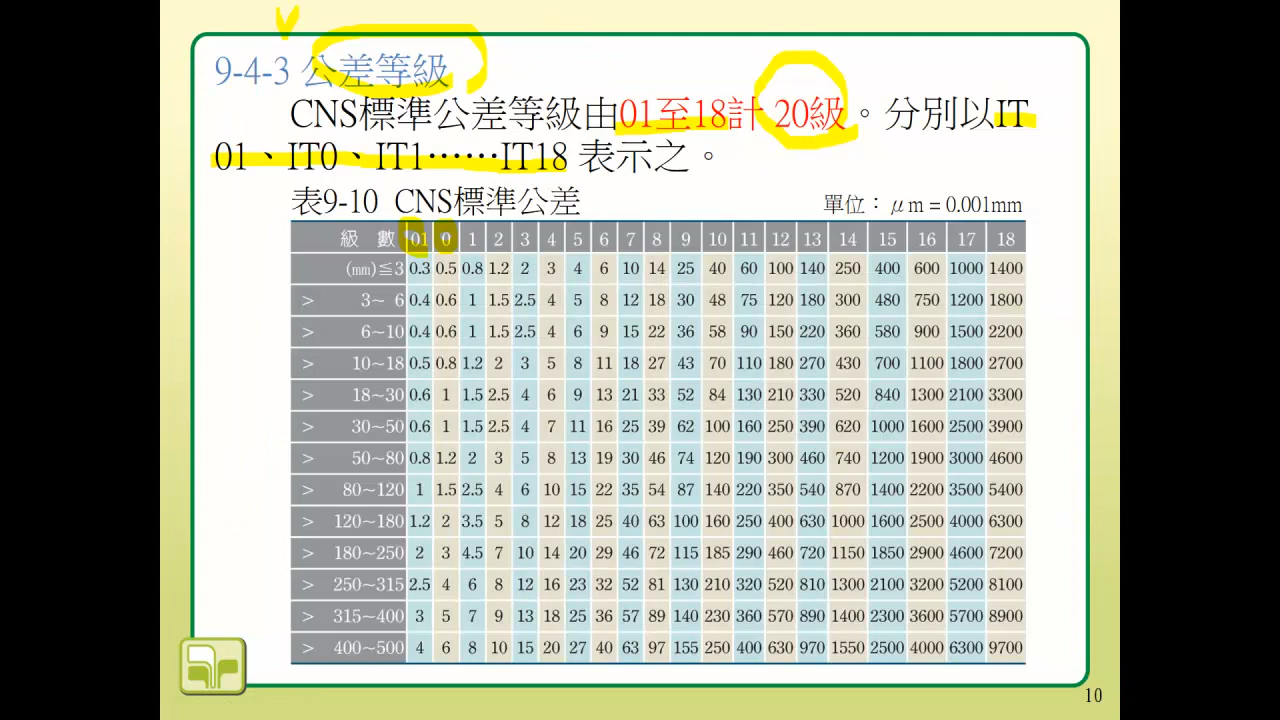 9-4-3 公差等級
CNS標準公差等級由01至18計 20級。分別以IT
01、IT0、IT1……IT18 表示之。
表9-10 CNS標準公差 單位：μm = 0.001mm
級 數 01 0 1 2 3 4 5 6 7 8 9 10 11 12 13 14 15 16 17 18
(mm)≦3 0.3 0.5 0.8 1.2 2 3 4 6 10 14 25 40 60 100 140 250 400 600 1000 1400
> 3~ 6 0.4 0.6 1 1.5 2.5 4 5 8 12 18 30 48 75 120 180 300 480 750 1200 1800
> 6~10 0.4 0.6 1 1.5 2.5 4 6 9 15 22 36 58 90 150 220 360 580 900 1500 2200
> 10~18 0.5 0.8 1.2 2 3 5 8 11 18 27 43 70 110 180 270 430 700 1100 1800 2700
> 18~30 0.6 1 1.5 2.5 4 6 9 13 21 33 52 84 130 210 330 520 840 1300 2100 3300
> 30~50 0.6 1 1.5 2.5 4 7 11 16 25 39 62 100 160 250 390 620 1000 1600 2500 3900
> 50~80 0.8 1.2 2 3 5 8 13 19 30 46 74 120 190 300 460 740 1200 1900 3000 4600
> 80~120 1 1.5 2.5 4 6 10 15 22 35 54 87 140 220 350 540 870 1400 2200 3500 5400
> 120~180 1.2 2 3.5 5 8 12 18 25 40 63 100 160 250 400 630 1000 1600 2500 4000 6300
> 180~250 2 3 4.5 7 10 14 20 29 46 72 115 185 290 460 720 1150 1850 2900 4600 7200
> 250~315 2.5 4 6 8 12 16 23 32 52 81 130 210 320 520 810 1300 2100 3200 5200 8100
> 315~400 3 5 7 9 13 18 25 36 57 89 140 230 360 570 890 1400 2300 3600 5700 8900
> 400~500 4 6 8 10 15 20 27 40 63 97 155 250 400 630 970 1550 2500 4000 6300 9700
10